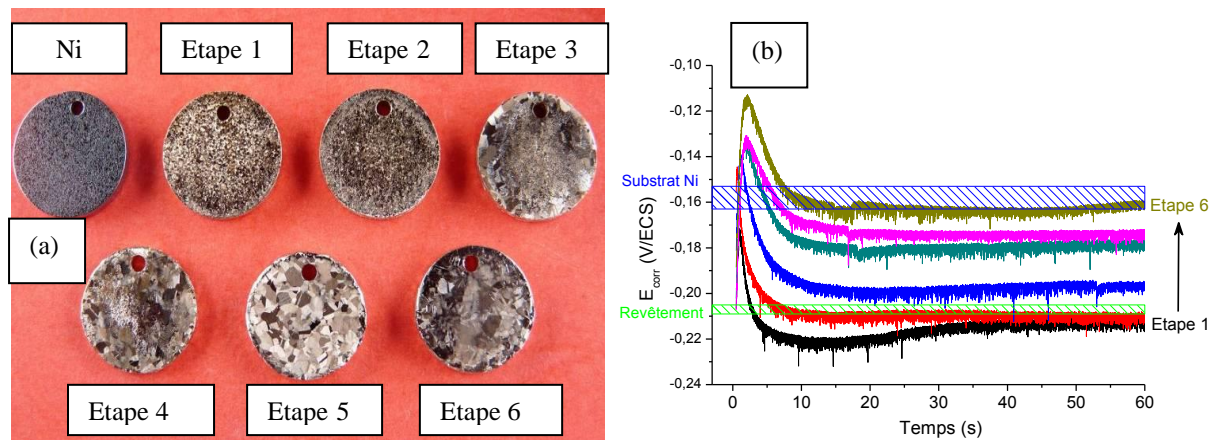 Ni
Etape 1
Etape 2
Etape 3
(a)
Etape 4
Etape 5
Etape 6
(b)
-0,10
-0,12
-0,14
-0,16
-0,18
-0,20
-0,22
-0,24
E_corr (V/ECS)
Substrat Ni
Revêtement
Etape 6
Etape 1
0
10
20
30
40
50
60
Temps (s)